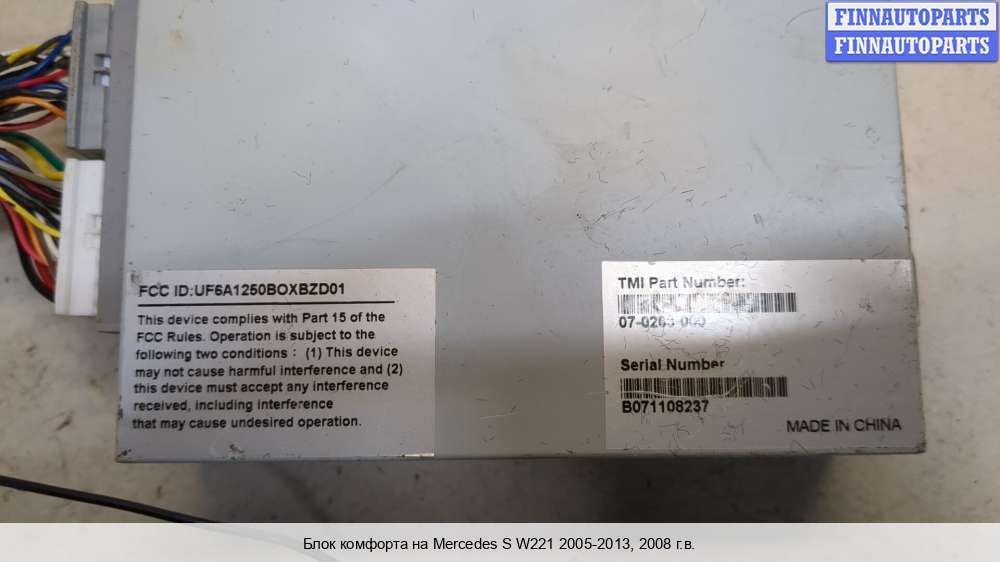 FINNAUTOPARTS
FINNAUTOPARTS
FCC ID:UF6A1250BOXBZD01
This device complies with Part 15 of the
FCC Rules. Operation is subject to the
following two conditions : (1) This device
may not cause harmful interference and (2)
this device must accept any interference
received, including interference
that may cause undesired operation.
TMI Part Number:
Serial Number
B071108237
MADE IN CHINA
Блок комфорта на Mercedes S W221 2005-2013, 2008 г.в.